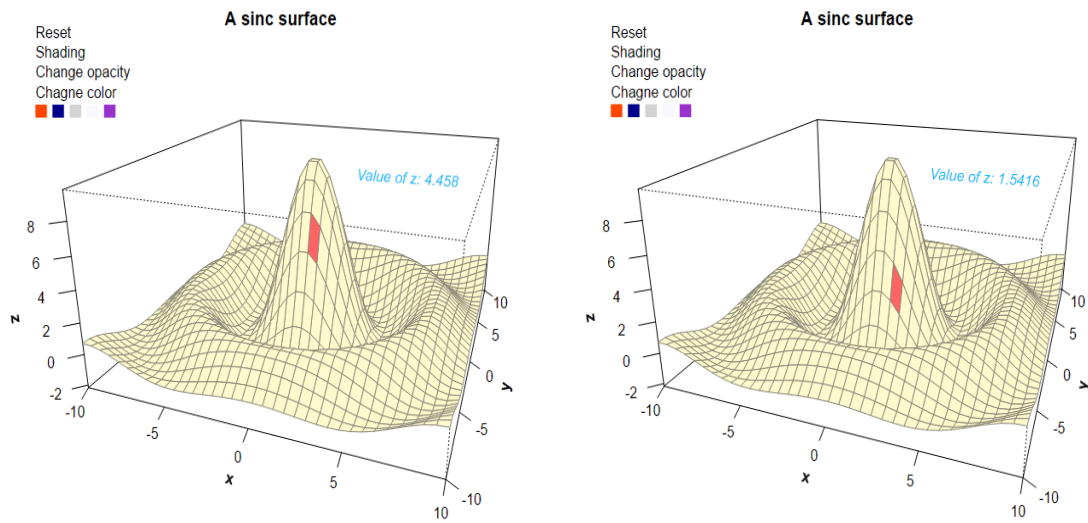 A sinc surface
Reset
Shading
Change opacity
Chagne color
Value of z: 4.458
8
6
4
2
0
-2
z
-10
-5
0
5
10
x
-10
-5
0
5
10
y
A sinc surface
Reset
Shading
Change opacity
Chagne color
Value of z: 1.5416
8
6
4
2
0
-2
z
-10
-5
0
5
10
x
-10
-5
0
5
10
y